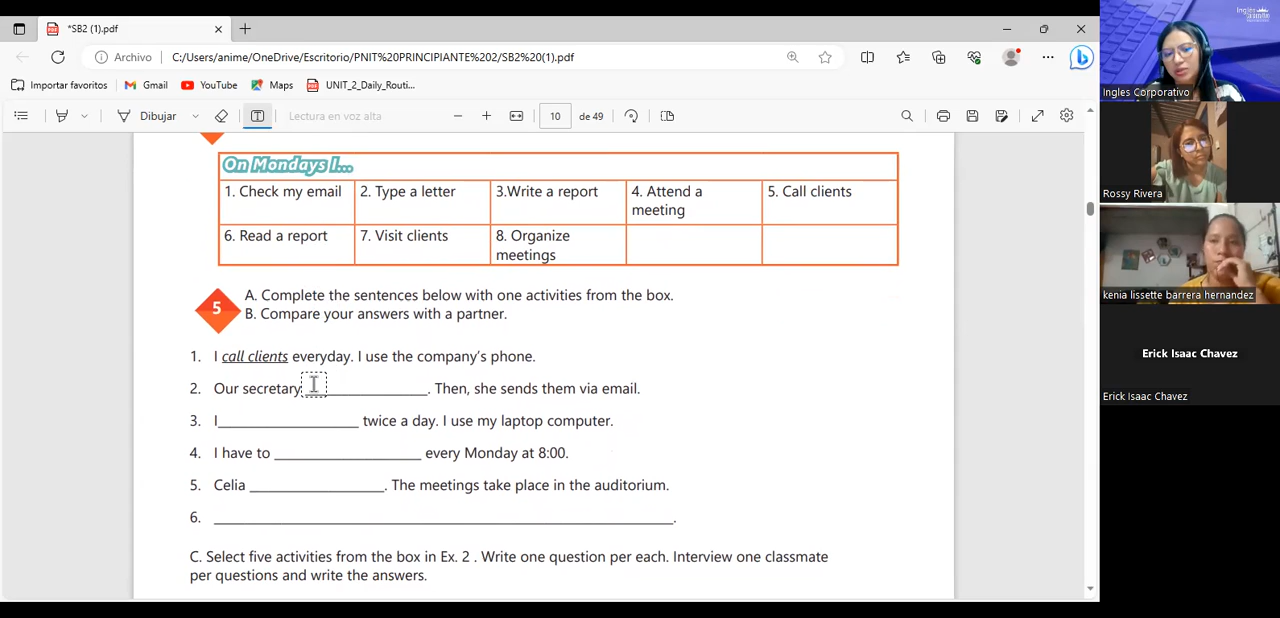 *SB2 (1).pdf
Archivo C:/Users/anime/OneDrive/Escritorio/PNIT%20PRINCIPIANTE%202/SB2%20(1).pdf
Importar favoritos Gmail YouTube Maps UNIT_2_Daily_Routi...
Dibujar Lectura en voz alta 10 de 49
On Mondays I...
1. Check my email 2. Type a letter 3.Write a report 4. Attend a meeting 5. Call clients
6. Read a report 7. Visit clients 8. Organize meetings
5
A. Complete the sentences below with one activities from the box.
B. Compare your answers with a partner.
1. I call clients everyday. I use the company's phone.
2. Our secretary ______________. Then, she sends them via email.
3. I__________________ twice a day. I use my laptop computer.
4. I have to ___________________ every Monday at 8:00.
5. Celia __________________. The meetings take place in the auditorium.
6. ____________________________________________________________.
C. Select five activities from the box in Ex. 2 . Write one question per each. Interview one classmate
per questions and write the answers.
Ingles Corporativo
Rossy Rivera
kenia lissette barrera hernandez
Erick Isaac Chavez
Erick Isaac Chavez